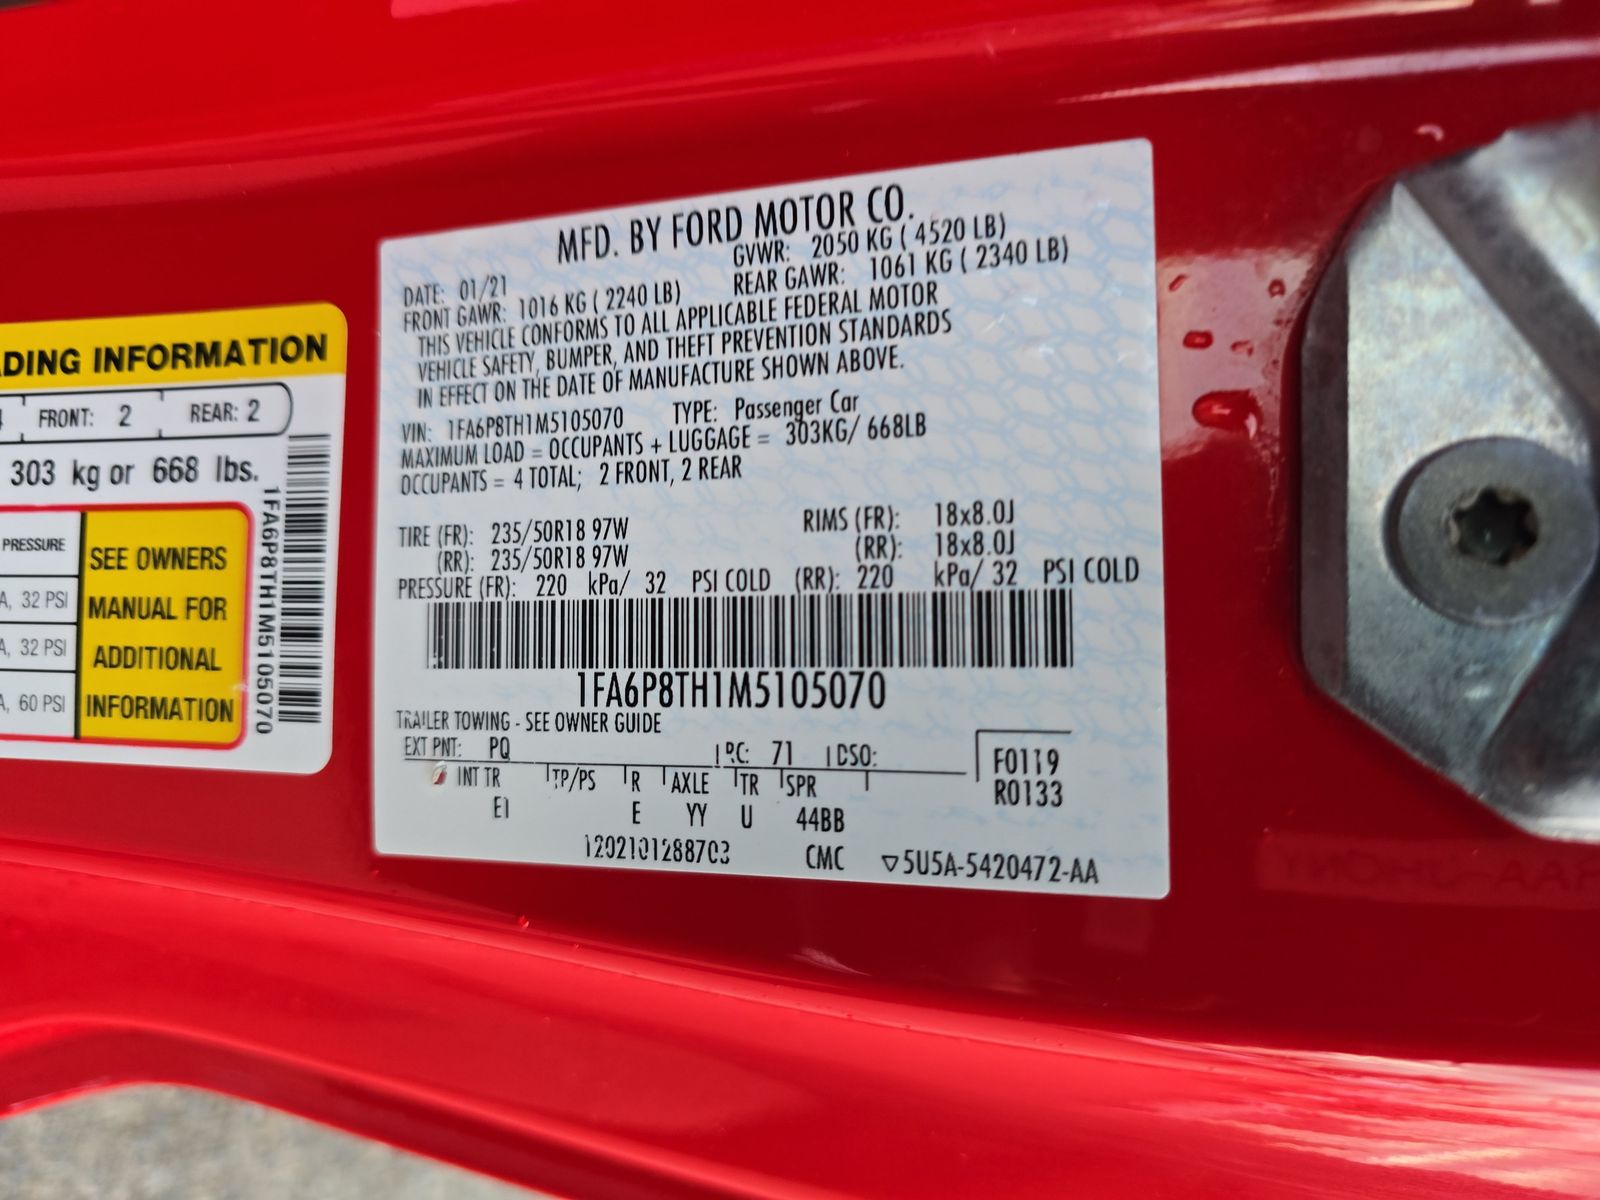 ADING INFORMATION
FRONT: 2 REAR: 2
303 kg or 668 lbs.
PRESSURE
A, 32 PSI
A, 32 PSI
A, 60 PSI
SEE OWNERS
MANUAL FOR
ADDITIONAL
INFORMATION
1FA6P8TH1M5105070
MFD. BY FORD MOTOR CO.
DATE: 01/21 GVWR: 2050 KG ( 4520 LB)
FRONT GAWR: 1016 KG ( 2240 LB) REAR GAWR: 1061 KG ( 2340 LB)
THIS VEHICLE CONFORMS TO ALL APPLICABLE FEDERAL MOTOR
VEHICLE SAFETY, BUMPER, AND THEFT PREVENTION STANDARDS
IN EFFECT ON THE DATE OF MANUFACTURE SHOWN ABOVE.
VIN: 1FA6P8TH1M5105070 TYPE: Passenger Car
MAXIMUM LOAD = OCCUPANTS + LUGGAGE = 303KG/ 668LB
OCCUPANTS = 4 TOTAL; 2 FRONT, 2 REAR
TIRE (FR): 235/50R18 97W RIMS (FR): 18x8.0J
(RR): 235/50R18 97W (RR): 18x8.0J
PRESSURE (FR): 220 kPa/ 32 PSI COLD (RR): 220 kPa/ 32 PSI COLD
1FA6P8TH1M5105070
TRAILER TOWING - SEE OWNER GUIDE
EXT PNT: PQ RC: 71 DSO: F0119
INT TR TP/PS R AXLE TR SPR R0133
EI E YY U 44BB
1202101288703 CMC ▽5U5A-5420472-AA